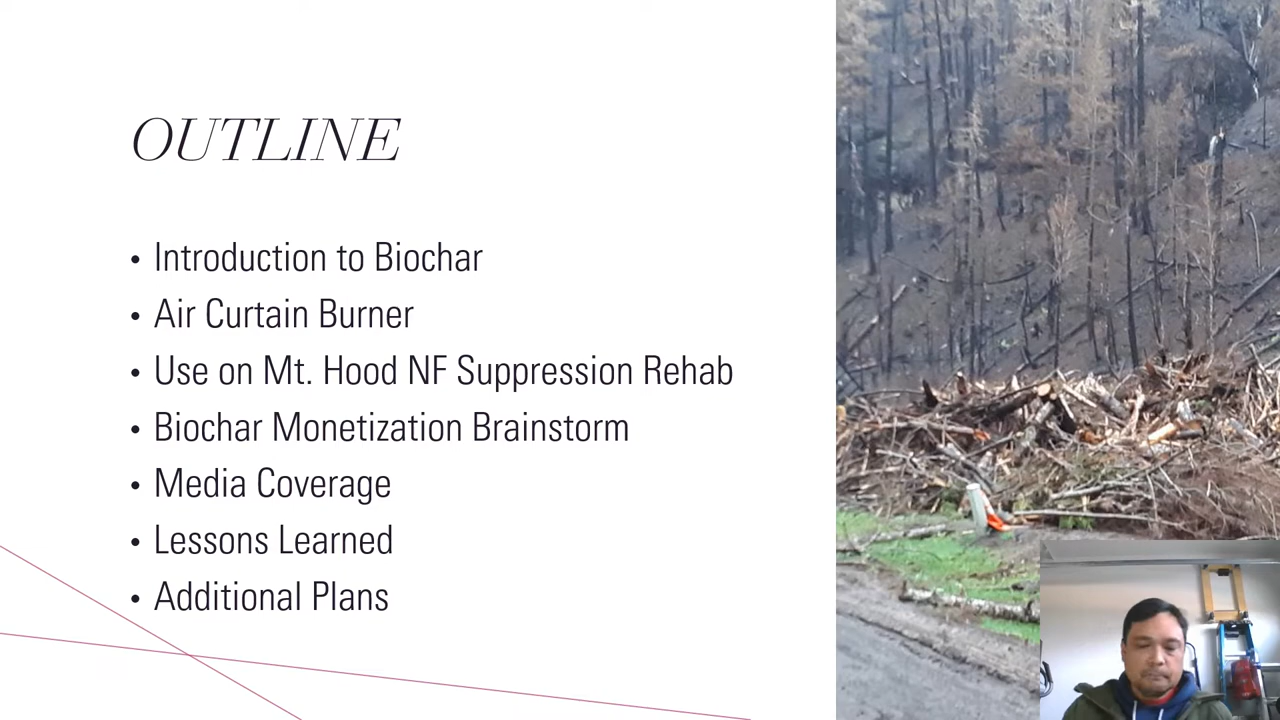 OUTLINE
• Introduction to Biochar
• Air Curtain Burner
• Use on Mt. Hood NF Suppression Rehab
• Biochar Monetization Brainstorm
• Media Coverage
• Lessons Learned
• Additional Plans